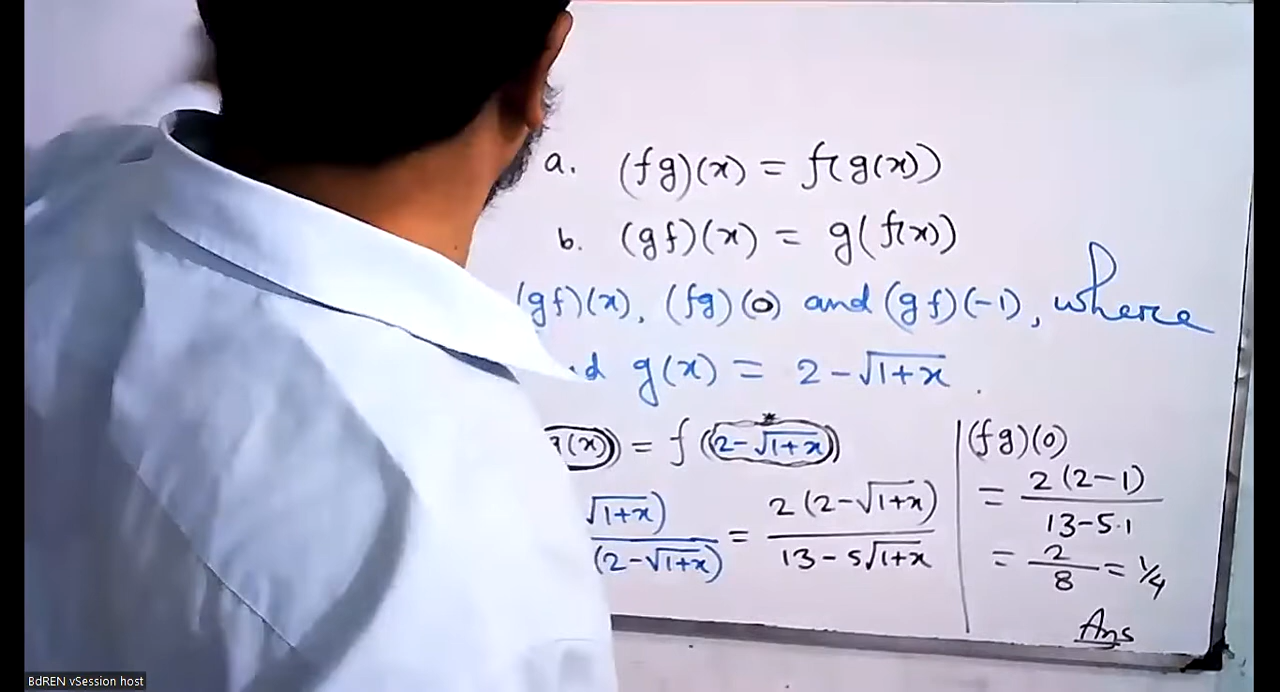 a. (fg)(x) = f(g(x))
b. (gf)(x) = g(f(x))
(gf)(x), (fg)(0) and (gf)(-1), where
g(x) = 2-√1+x .
(x)) = f(2-√1+x)
√1+x)/(2-√1+x) = 2(2-√1+x)/13-5√1+x
(fg)(0)
= 2(2-1)/13-5·1
= 2/8 = 1/4
Ans
BdREN vSession host